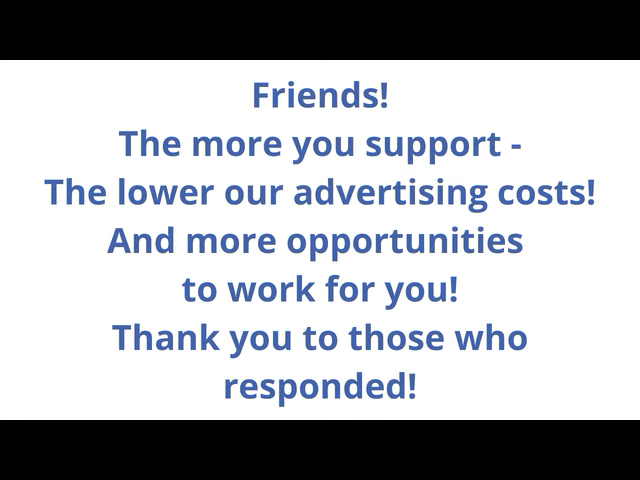 Friends!
The more you support -
The lower our advertising costs!
And more opportunities
to work for you!
Thank you to those who
responded!